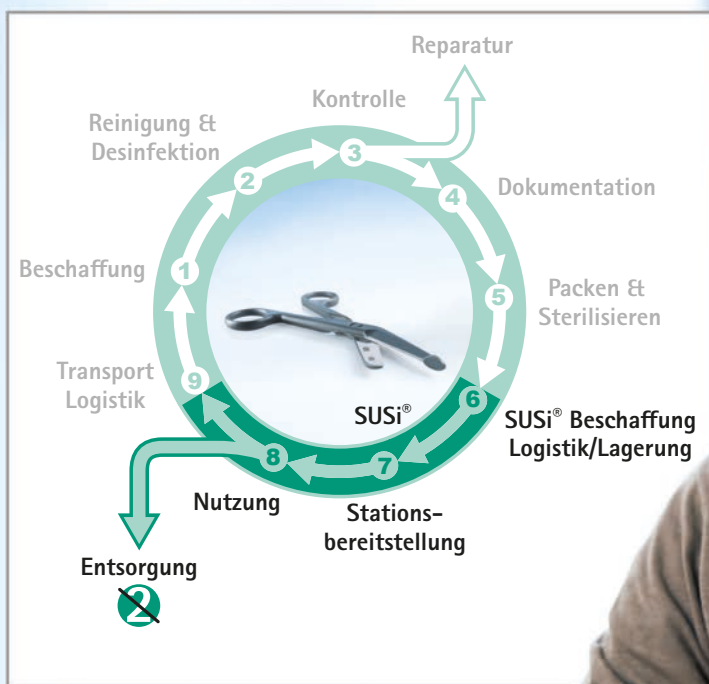 Reparatur
Kontrolle
3
Reinigung &
Desinfektion
2
4
Dokumentation
Beschaffung
1
5
Packen &
Sterilisieren
Transport
Logistik
9
SUSi®
6
SUSi® Beschaffung
Logistik/Lagerung
8
7
Nutzung
Stations-
bereitstellung
Entsorgung
2